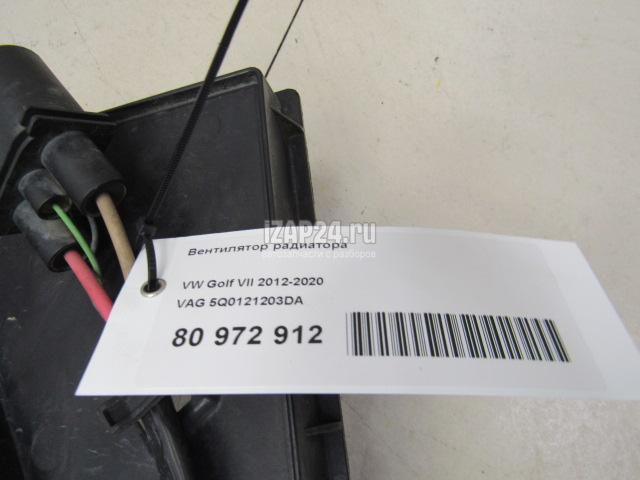 IZAP24.ru
Вентилятор радиатора
автозапчасти с разборов
VW Golf VII 2012-2020
VAG 5Q0121203DA
80 972 912